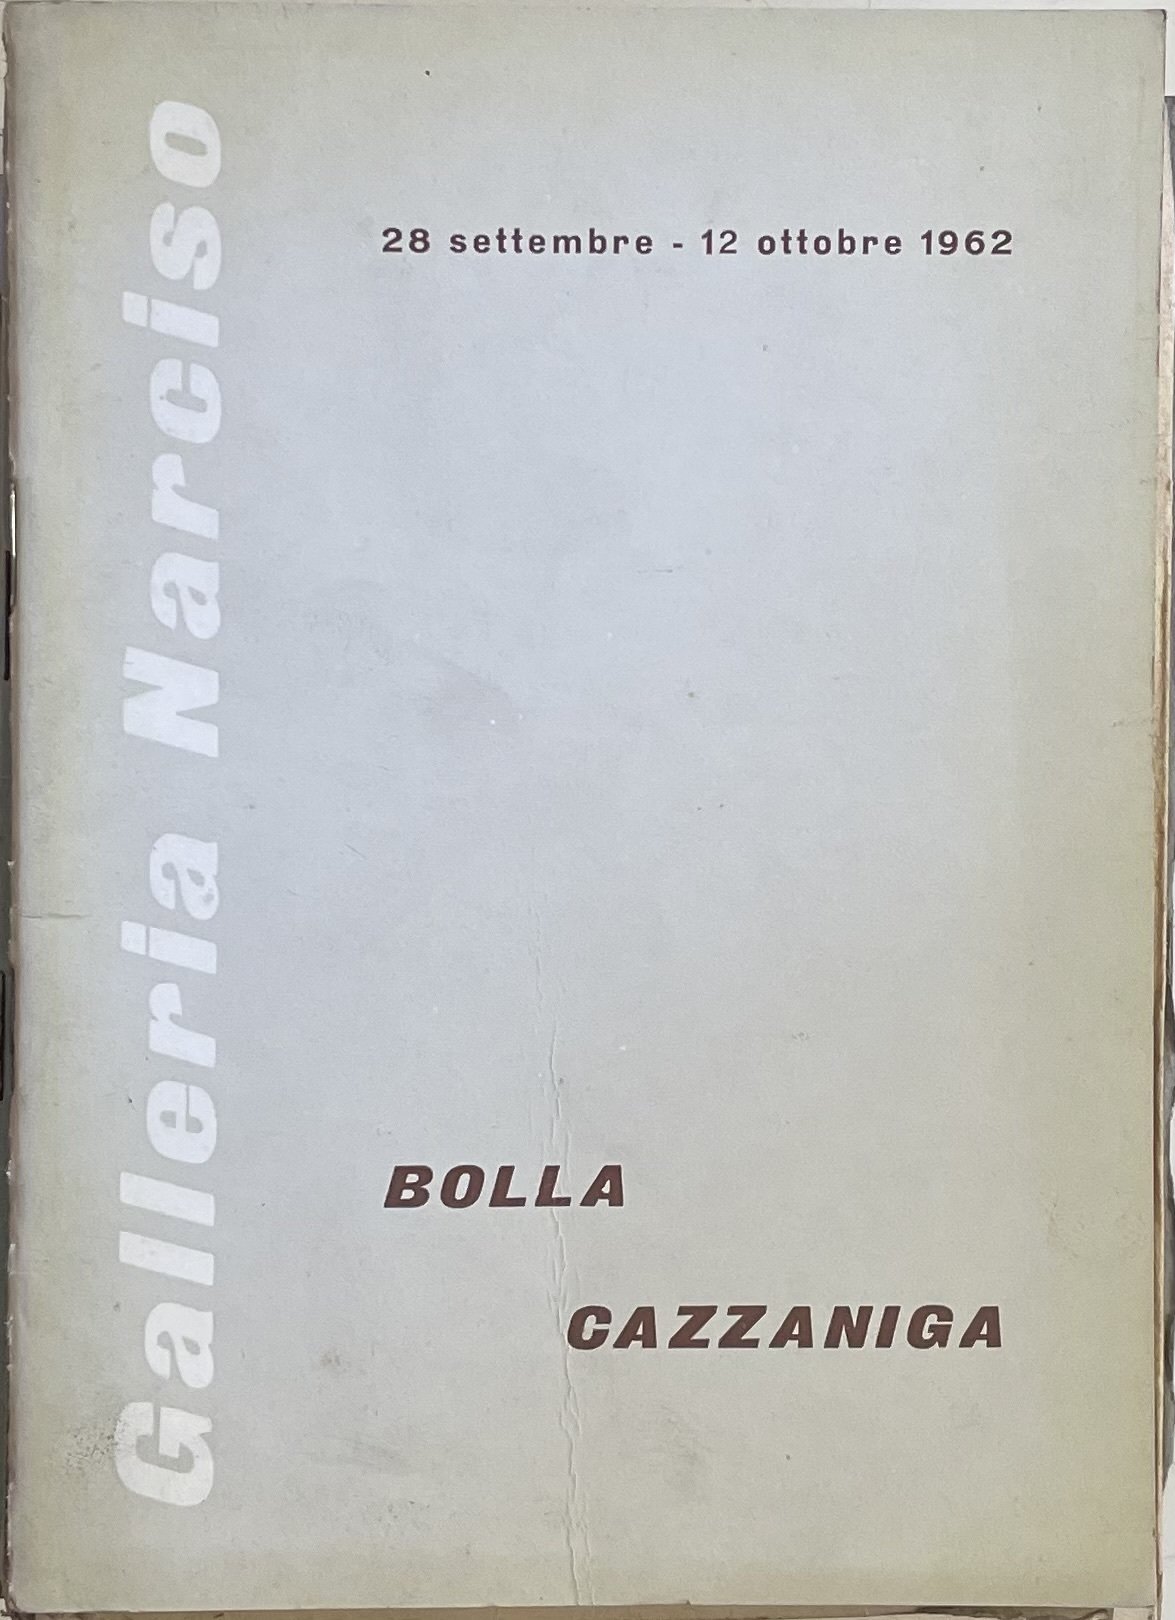 Galleria Narciso
28 settembre - 12 ottobre 1962
BOLLA
CAZZANIGA